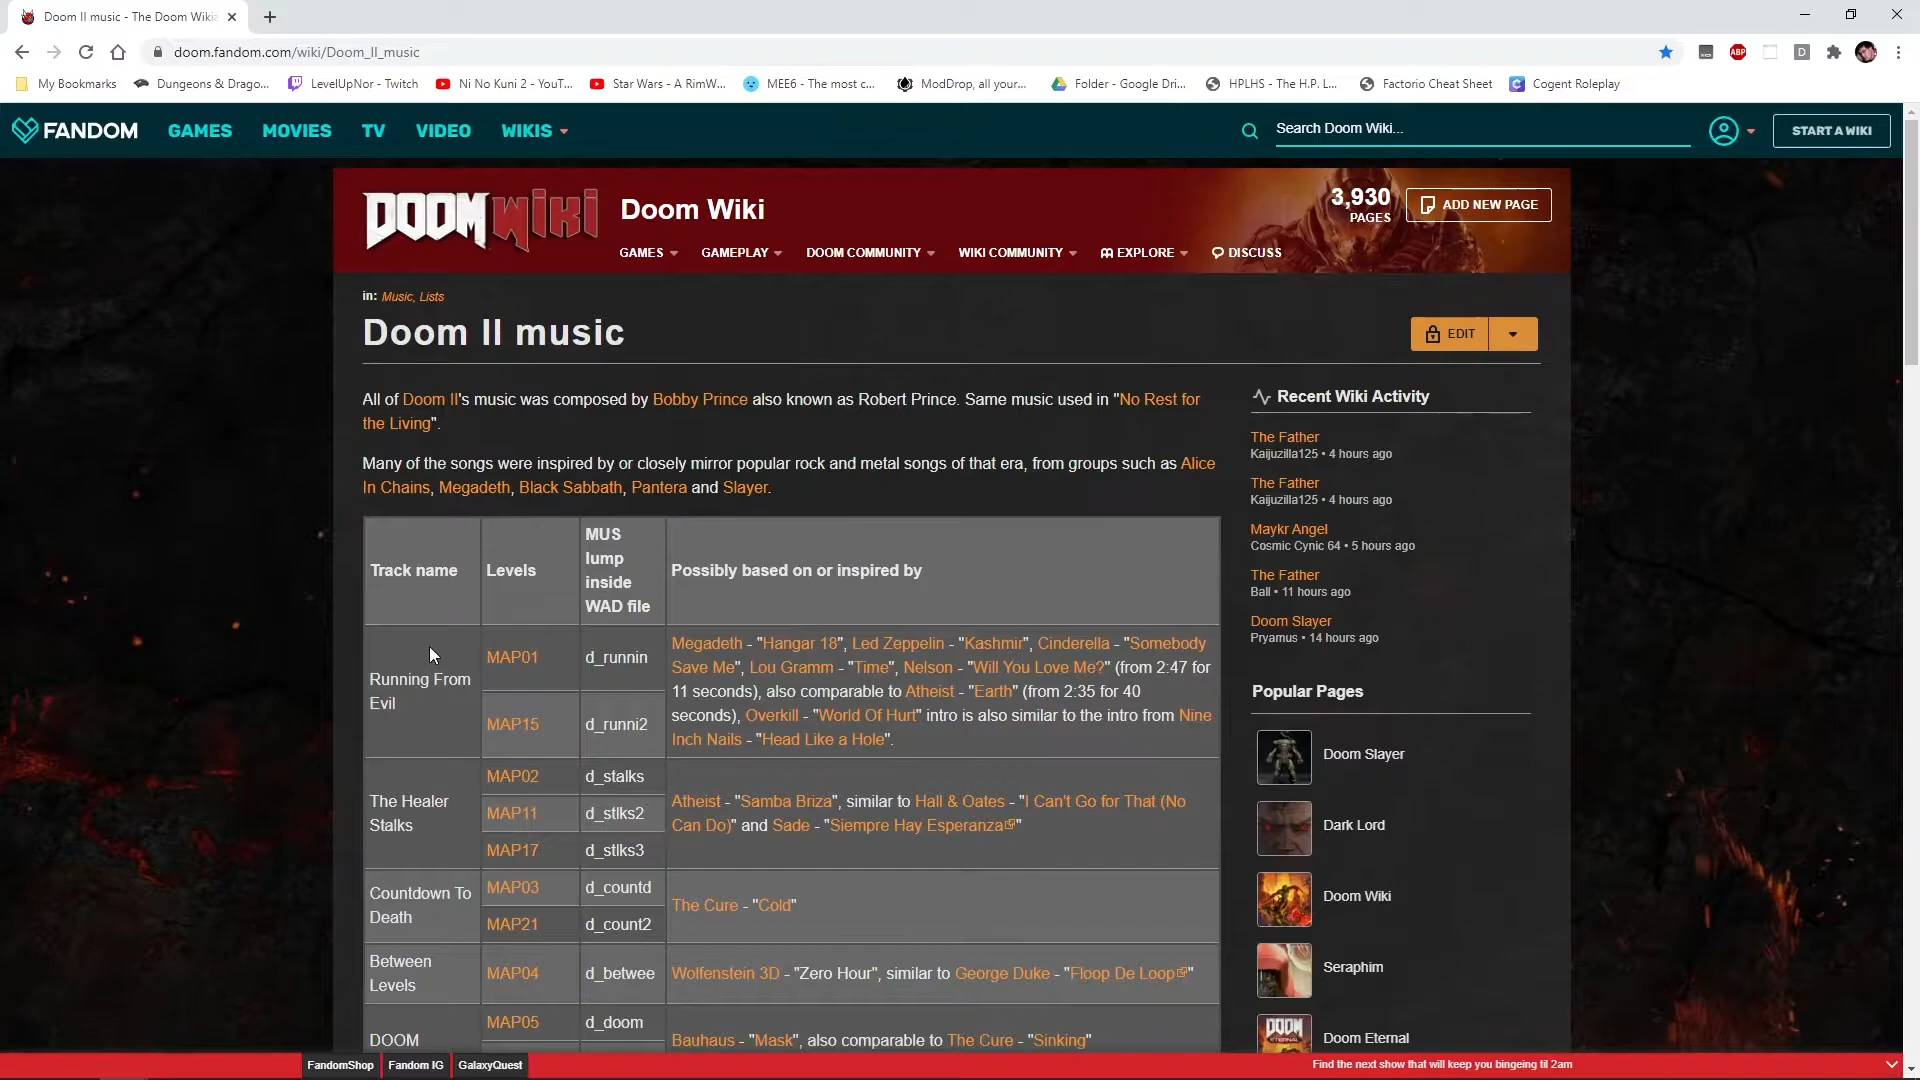 Doom II music - The Doom Wiki
doom.fandom.com/wiki/Doom_II_music
ABP
D
My Bookmarks
Dungeons & Drago...
LevelUpNor - Twitch
Ni No Kuni 2 - YouT...
Star Wars - A RimW...
MEE6 - The most c...
ModDrop, all your...
Folder - Google Dri...
HPLHS - The H.P. L...
Factorio Cheat Sheet
Cogent Roleplay
FANDOM
GAMES
MOVIES
TV
VIDEO
WIKIS
Search Doom Wiki...
START A WIKI
DOOM WIKI
Doom Wiki
3,930
PAGES
ADD NEW PAGE
GAMES
GAMEPLAY
DOOM COMMUNITY
WIKI COMMUNITY
EXPLORE
DISCUSS
in: Music, Lists
Doom II music
EDIT
All of Doom II's music was composed by Bobby Prince also known as Robert Prince. Same music used in "No Rest for
the Living".
Many of the songs were inspired by or closely mirror popular rock and metal songs of that era, from groups such as Alice
In Chains, Megadeth, Black Sabbath, Pantera and Slayer.
Track name
Levels
MUS
lump
inside
WAD file
Possibly based on or inspired by
Running From
Evil
MAP01
d_runnin
MAP15
d_runni2
Megadeth - "Hangar 18", Led Zeppelin - "Kashmir", Cinderella - "Somebody
Save Me", Lou Gramm - "Time", Nelson - "Will You Love Me?" (from 2:47 for
11 seconds), also comparable to Atheist - "Earth" (from 2:35 for 40
seconds), Overkill - "World Of Hurt" intro is also similar to the intro from Nine
Inch Nails - "Head Like a Hole".
The Healer
Stalks
MAP02
d_stalks
MAP11
d_stlks2
MAP17
d_stlks3
Atheist - "Samba Briza", similar to Hall & Oates - "I Can't Go for That (No
Can Do)" and Sade - "Siempre Hay Esperanza"
Countdown To
Death
MAP03
d_countd
MAP21
d_count2
The Cure - "Cold"
Between
Levels
MAP04
d_betwee
Wolfenstein 3D - "Zero Hour", similar to George Duke - "Floop De Loop"
DOOM
MAP05
d_doom
Bauhaus - "Mask", also comparable to The Cure - "Sinking"
Recent Wiki Activity
The Father
Kaijuzilla125 • 4 hours ago
The Father
Kaijuzilla125 • 4 hours ago
Maykr Angel
Cosmic Cynic 64 • 5 hours ago
The Father
Ball • 11 hours ago
Doom Slayer
Pryamus • 14 hours ago
Popular Pages
Doom Slayer
Dark Lord
Doom Wiki
Seraphim
DOOM
ETERNAL
Doom Eternal
FandomShop
Fandom IG
GalaxyQuest
Find the next show that will keep you bingeing til 2am